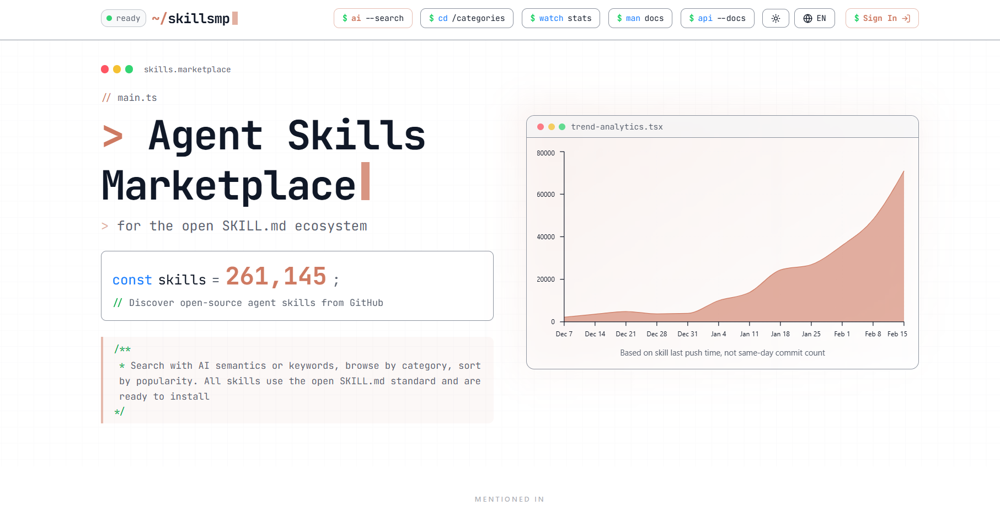 ready ~/skillsmp $ ai --search $ cd /categories $ watch stats $ man docs $ api --docs EN $ Sign In
skills.marketplace
// main.ts
> Agent Skills
Marketplace
> for the open SKILL.md ecosystem
const skills = 261,145 ;
// Discover open-source agent skills from GitHub
/**
* Search with AI semantics or keywords, browse by category, sort
by popularity. All skills use the open SKILL.md standard and are
ready to install
*/
trend-analytics.tsx
80000
60000
40000
20000
0
Dec 7 Dec 14 Dec 21 Dec 28 Dec 31 Jan 4 Jan 11 Jan 18 Jan 25 Feb 1 Feb 8 Feb 15
Based on skill last push time, not same-day commit count
MENTIONED IN